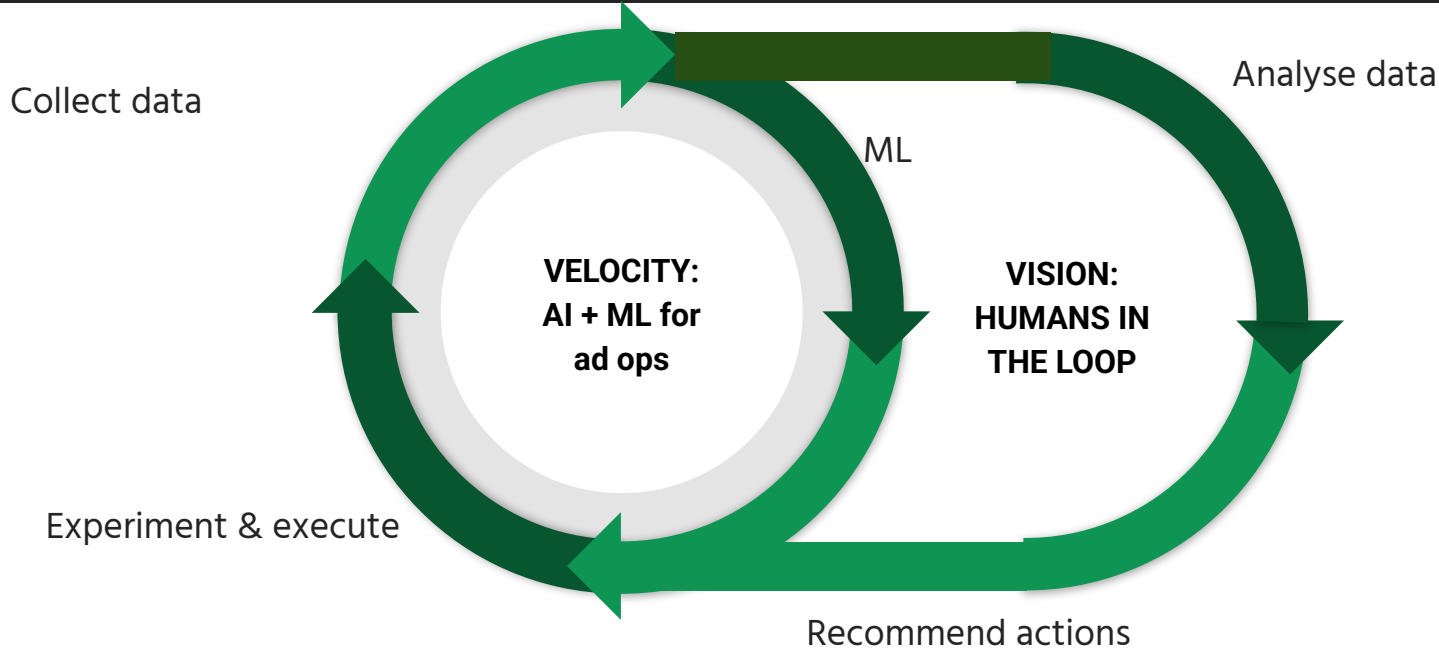 Collect data
Analyse data
ML
VELOCITY:
AI + ML for
ad ops
VISION:
HUMANS IN
THE LOOP
Experiment & execute
Recommend actions